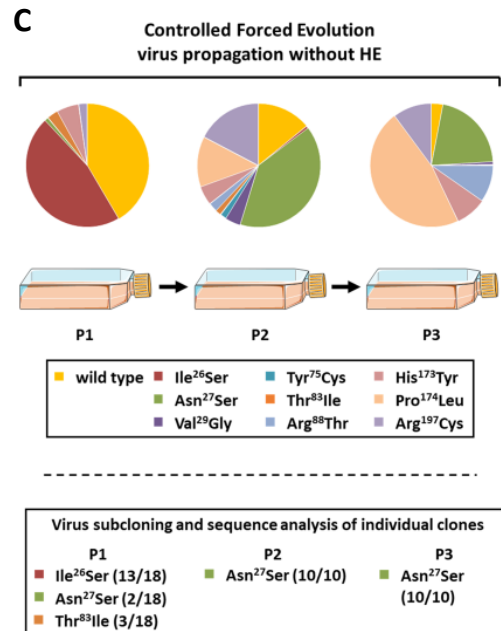 C
Controlled Forced Evolution
virus propagation without HE
P1 P2 P3
wild type Ile²⁶Ser Tyr⁷⁵Cys His¹⁷³Tyr
Asn²⁷Ser Thr⁸³Ile Pro¹⁷⁴Leu
Val²⁹Gly Arg⁸⁸Thr Arg¹⁹⁷Cys
Virus subcloning and sequence analysis of individual clones
P1 P2 P3
Ile²⁶Ser (13/18) Asn²⁷Ser (10/10) Asn²⁷Ser
Asn²⁷Ser (2/18) (10/10)
Thr⁸³Ile (3/18)